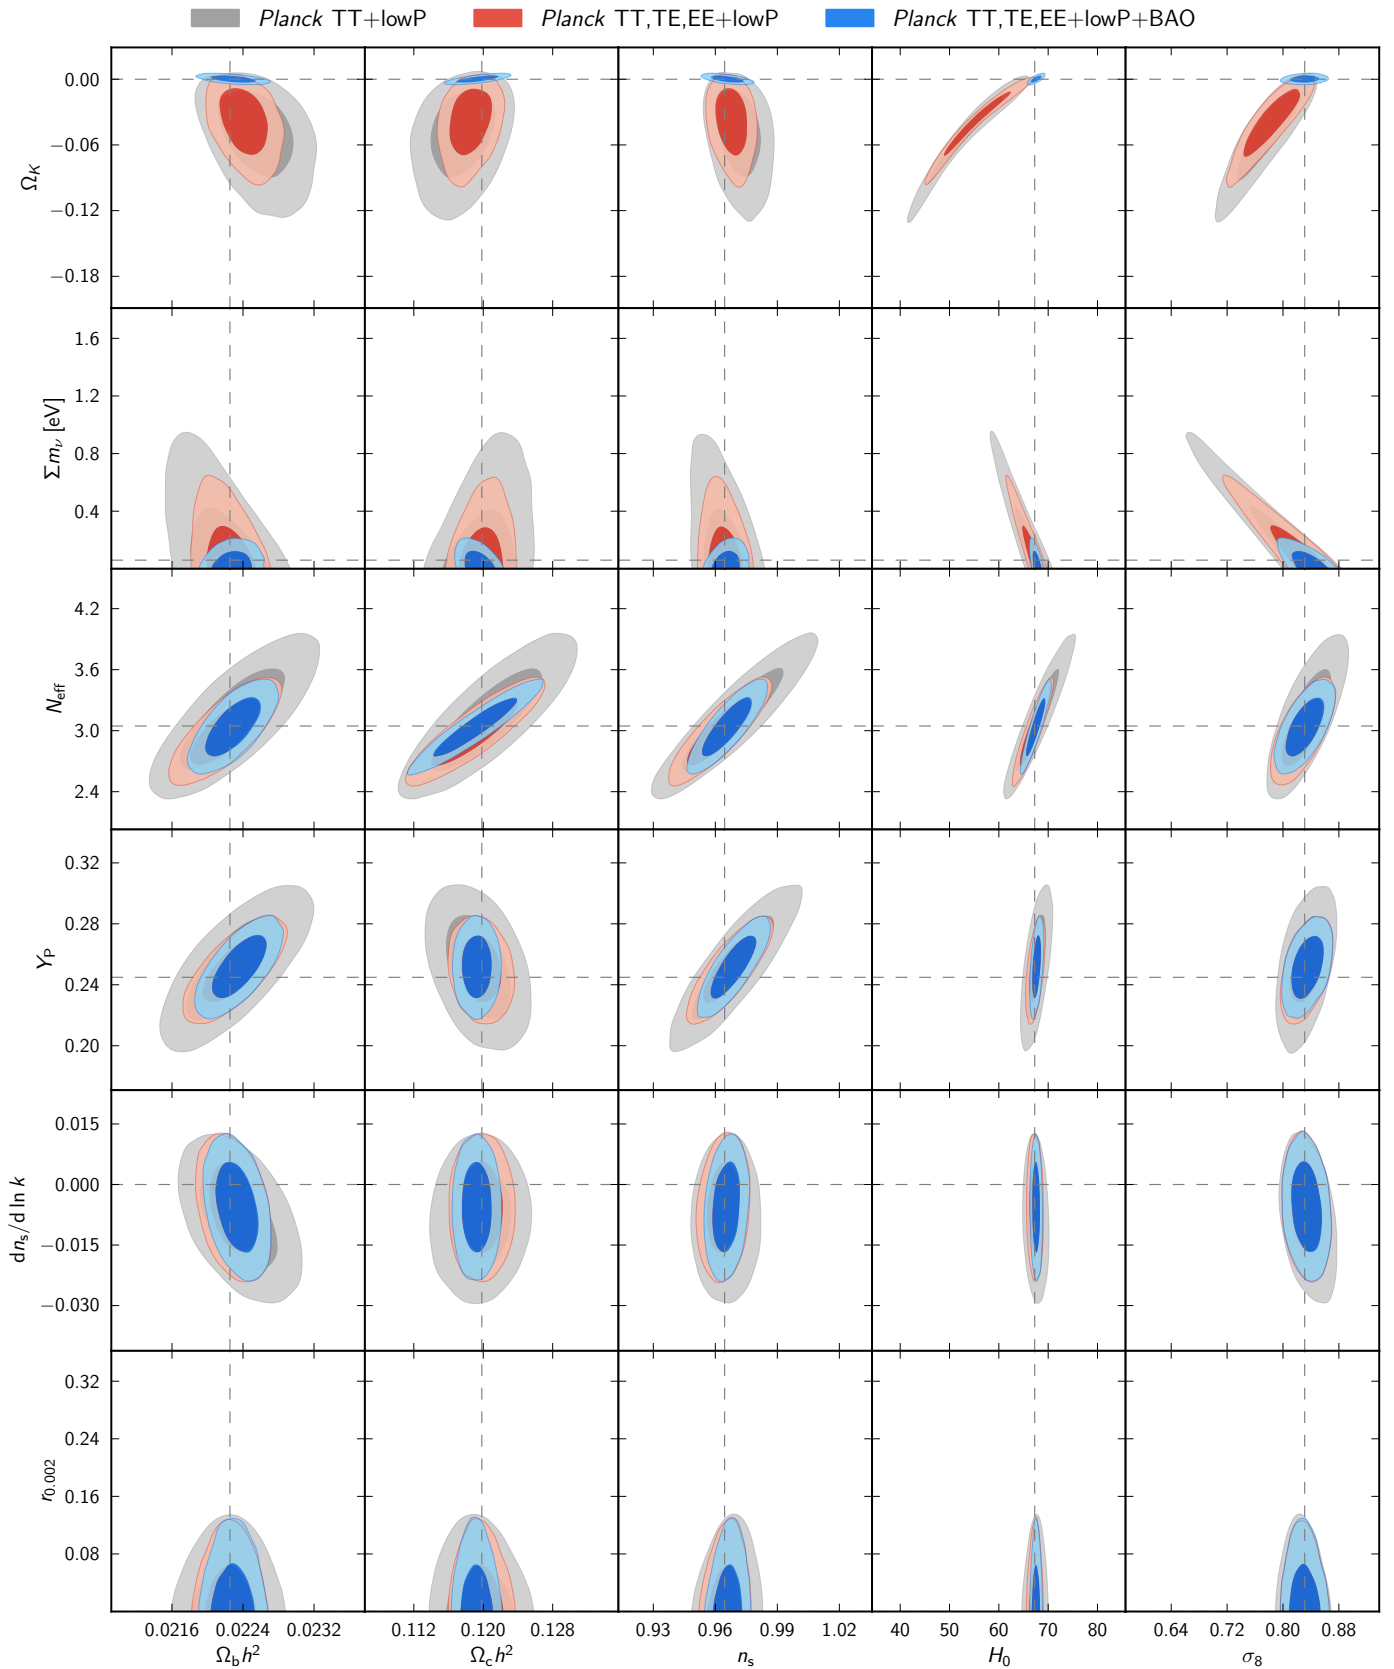 Planck TT+lowP Planck TT,TE,EE+lowP Planck TT,TE,EE+lowP+BAO
0.00
−0.06
−0.12
−0.18
Ω_K
1.6
1.2
0.8
0.4
Σm_ν [eV]
4.2
3.6
3.0
2.4
N_eff
0.32
0.28
0.24
0.20
Y_P
0.015
0.000
−0.015
−0.030
dn_s/d ln k
0.32
0.24
0.16
0.08
r_0.002
0.0216 0.0224 0.0232 0.112 0.120 0.128 0.93 0.96 0.99 1.02 40 50 60 70 80 0.64 0.72 0.80 0.88
Ω_b h² Ω_c h² n_s H_0 σ_8